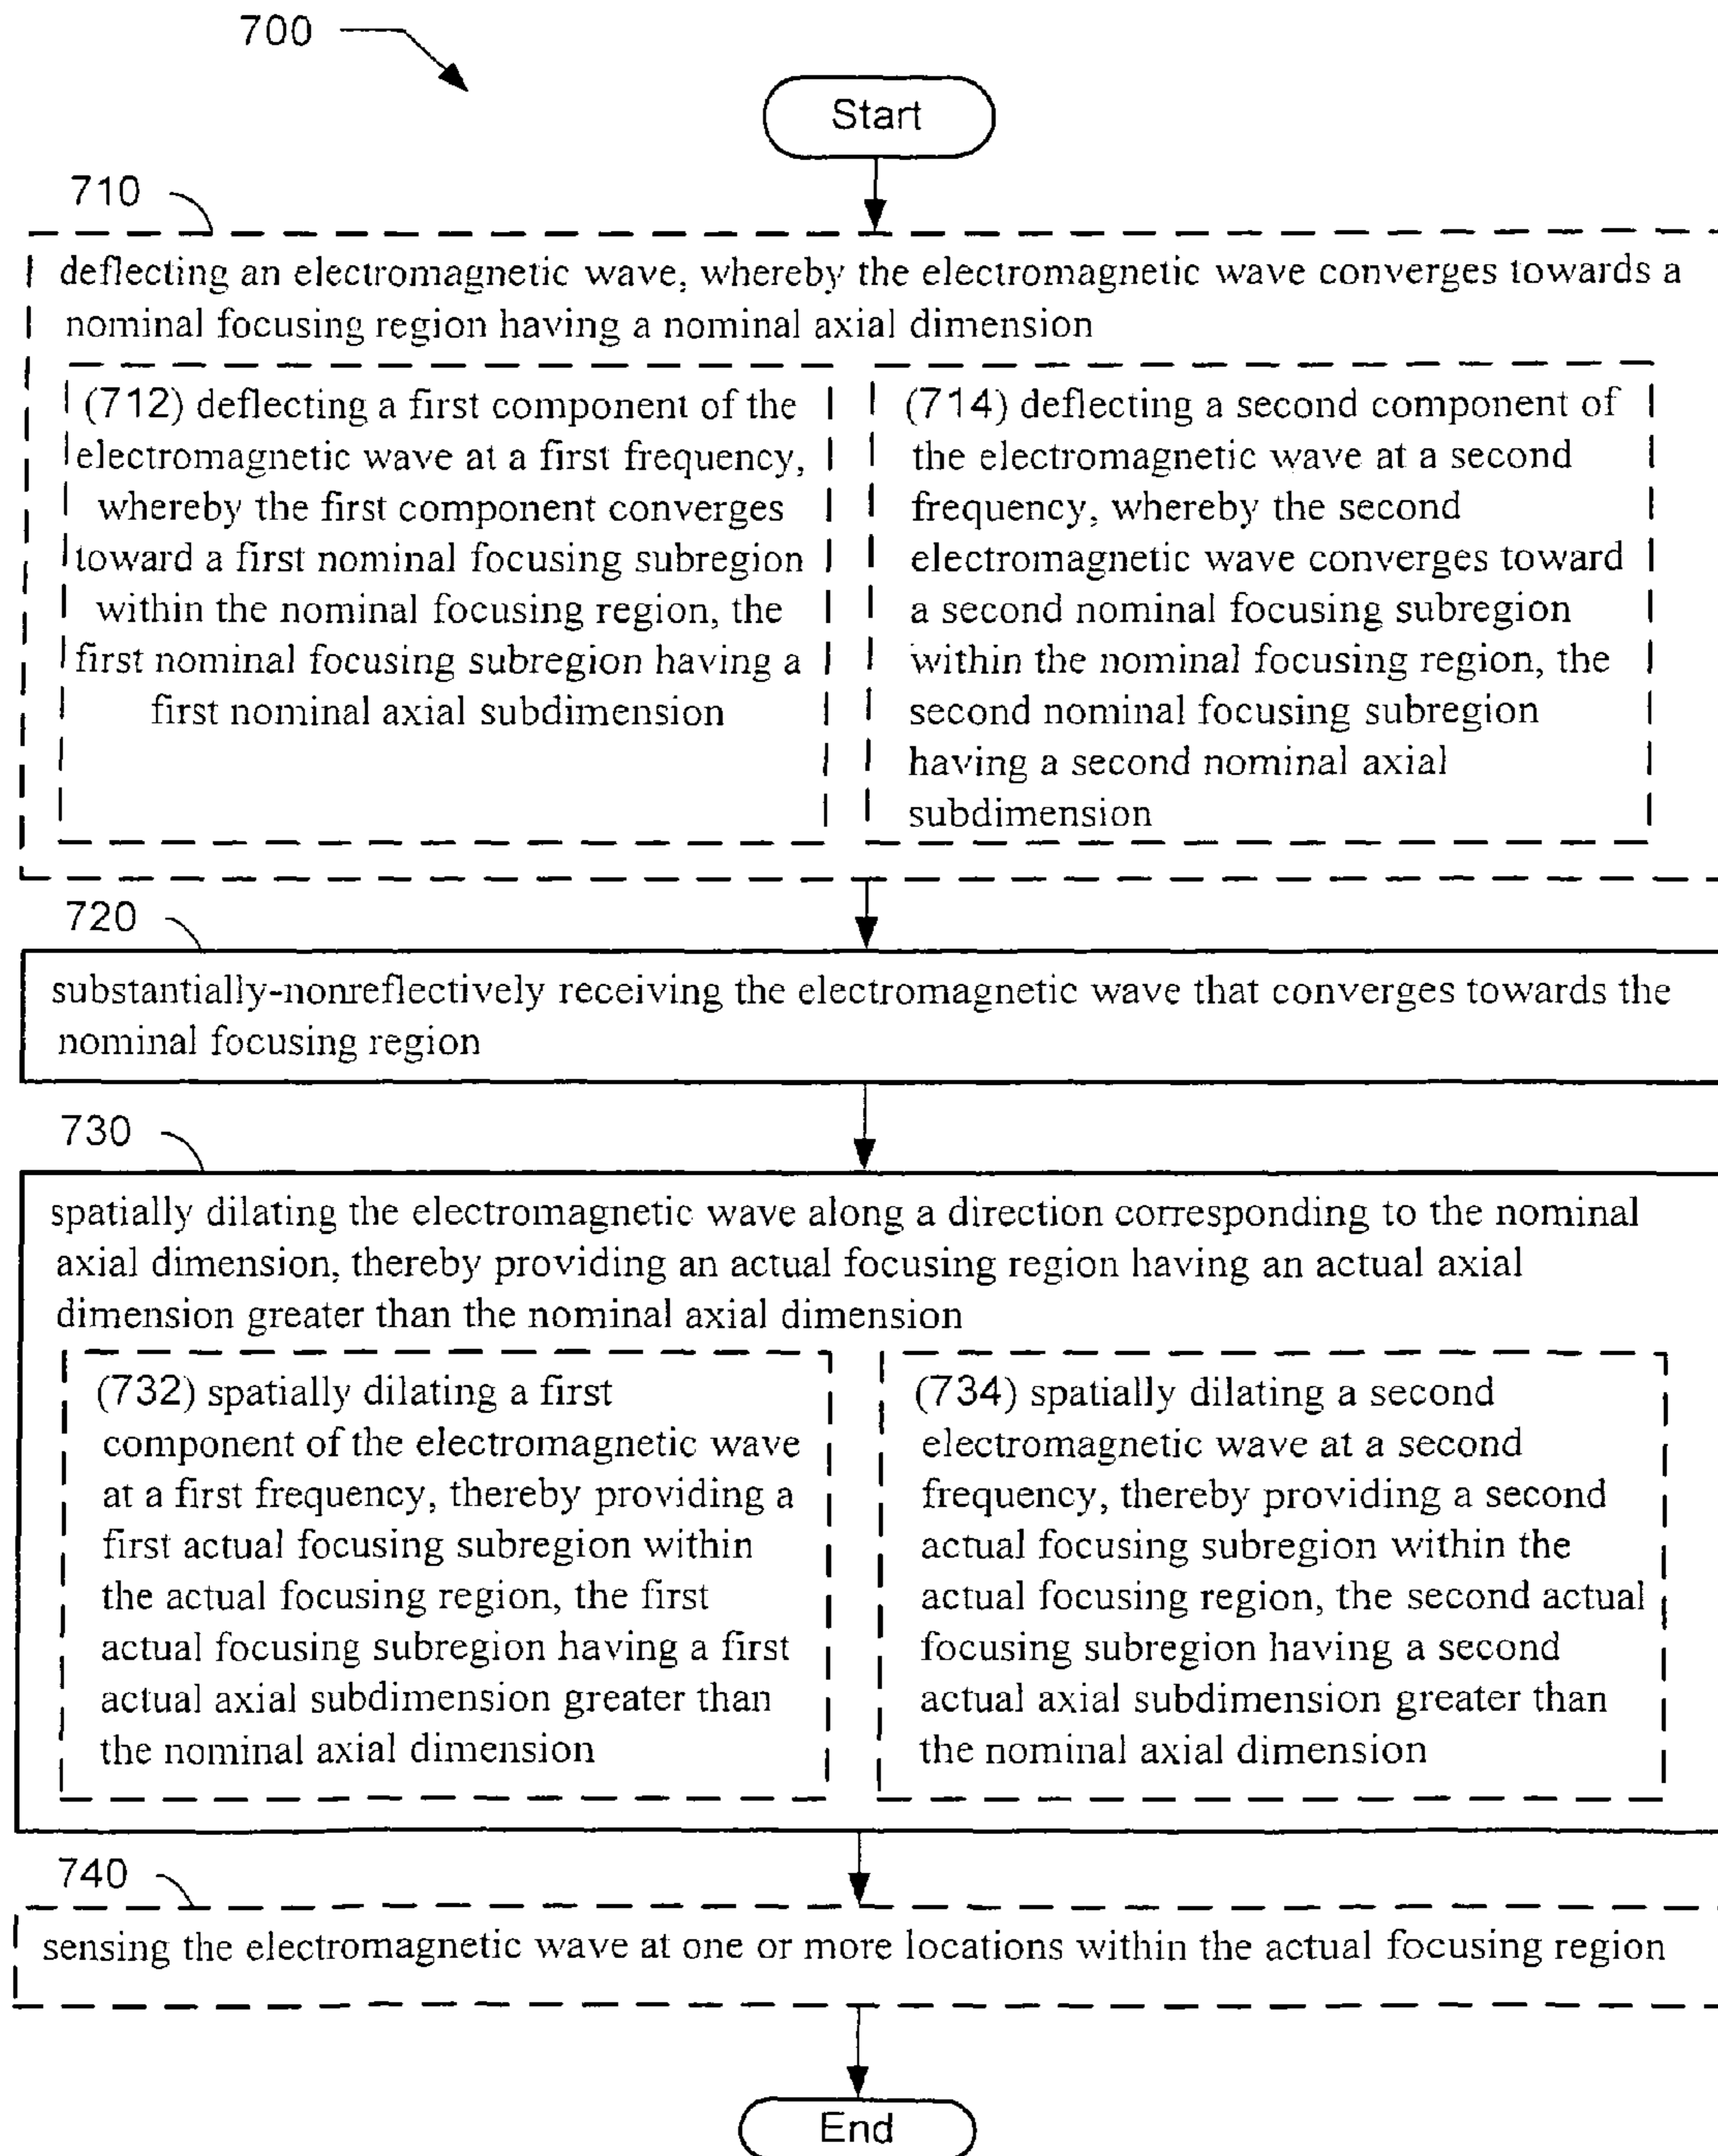 700
Start
710
deflecting an electromagnetic wave, whereby the electromagnetic wave converges towards a
nominal focusing region having a nominal axial dimension
(712) deflecting a first component of the
electromagnetic wave at a first frequency,
whereby the first component converges
toward a first nominal focusing subregion
within the nominal focusing region, the
first nominal focusing subregion having a
first nominal axial subdimension
(714) deflecting a second component of
the electromagnetic wave at a second
frequency, whereby the second
electromagnetic wave converges toward
a second nominal focusing subregion
within the nominal focusing region, the
second nominal focusing subregion
having a second nominal axial
subdimension
720
substantially-nonreflectively receiving the electromagnetic wave that converges towards the
nominal focusing region
730
spatially dilating the electromagnetic wave along a direction corresponding to the nominal
axial dimension, thereby providing an actual focusing region having an actual axial
dimension greater than the nominal axial dimension
(732) spatially dilating a first
component of the electromagnetic wave
at a first frequency, thereby providing a
first actual focusing subregion within
the actual focusing region, the first
actual focusing subregion having a first
actual axial subdimension greater than
the nominal axial dimension
(734) spatially dilating a second
electromagnetic wave at a second
frequency, thereby providing a second
actual focusing subregion within the
actual focusing region, the second actual
focusing subregion having a second
actual axial subdimension greater than
the nominal axial dimension
740
sensing the electromagnetic wave at one or more locations within the actual focusing region
End